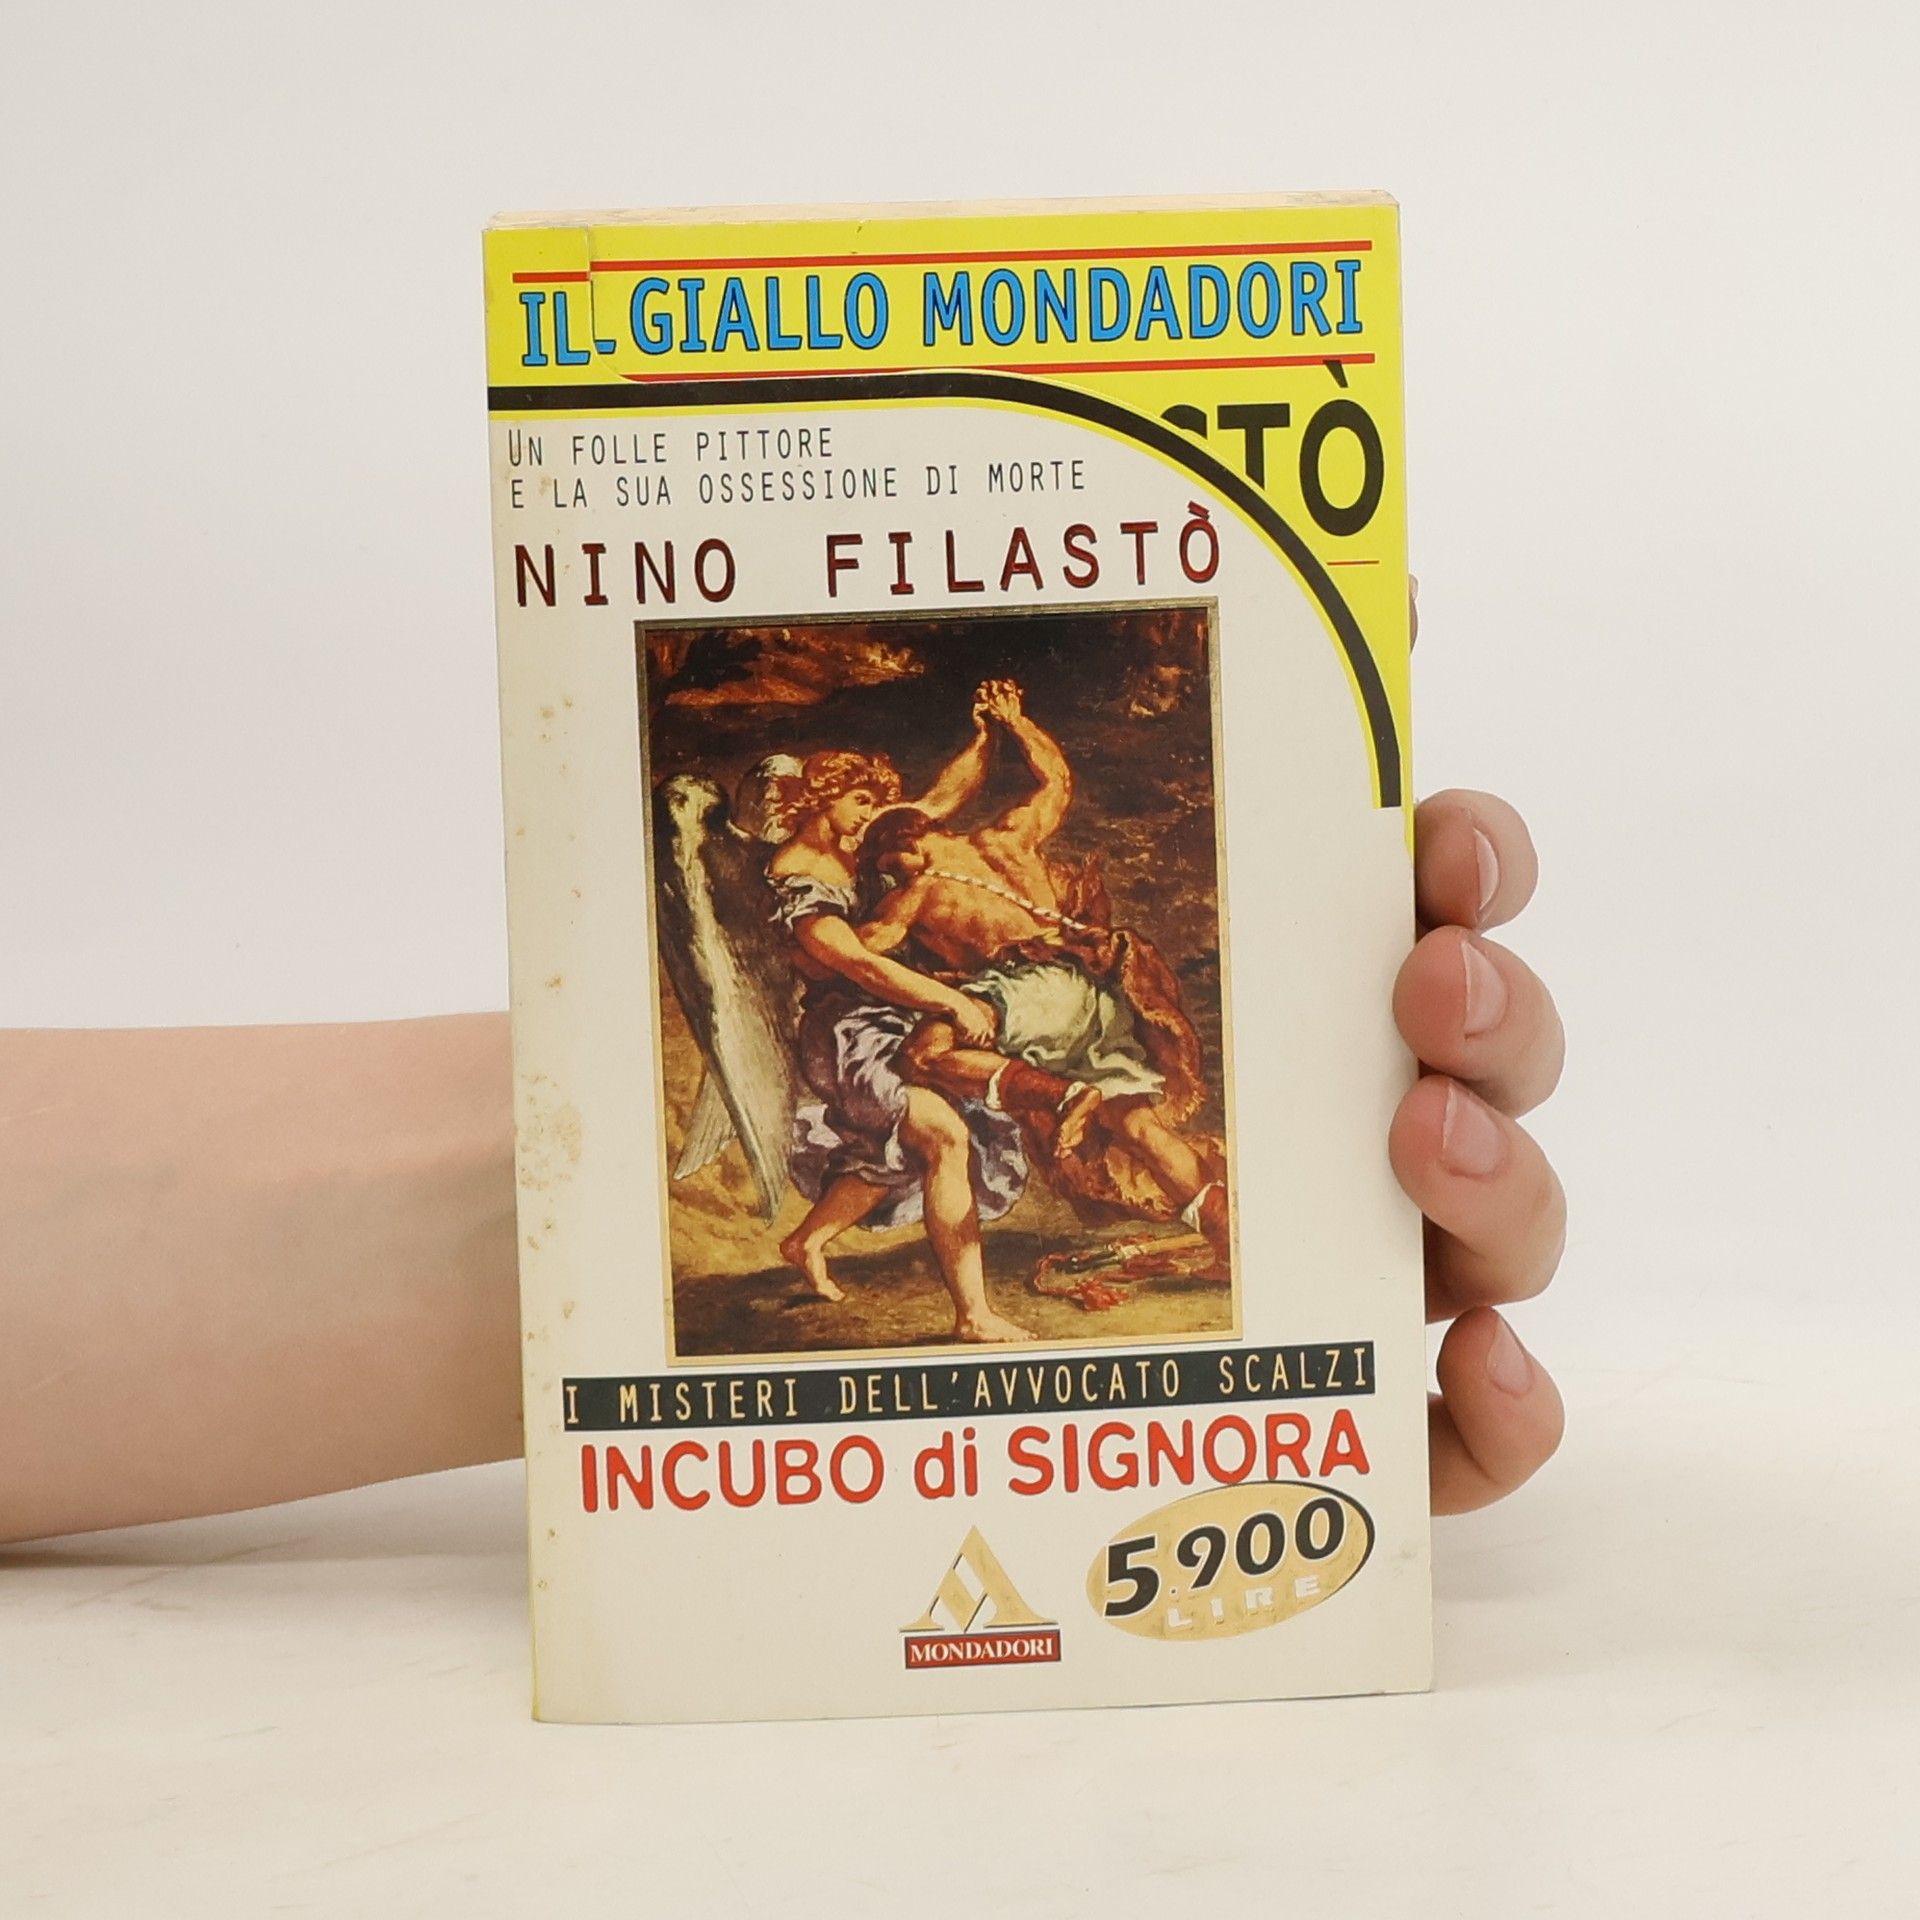 IL GIALLO MONDADORI
STÒ
UN FOLLE PITTORE
E LA SUA OSSESSIONE DI MORTE
NINO FILASTÒ
I MISTERI DELL'AVVOCATO SCALZI
INCUBO di SIGNORA
5.900
LIRE
MONDADORI